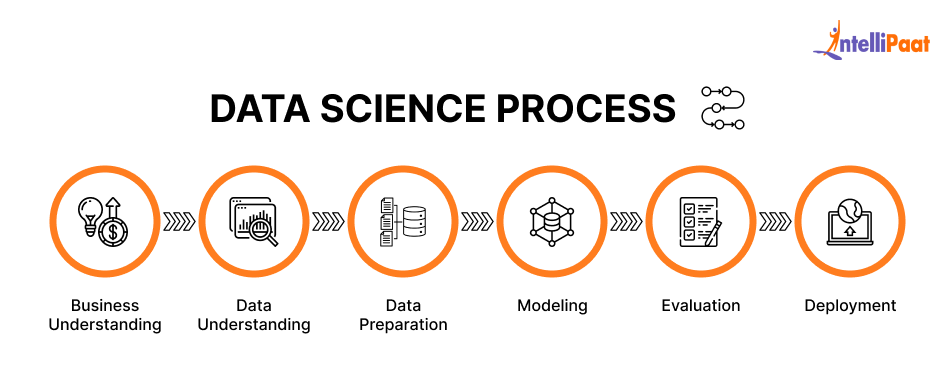 intelliPaat
DATA SCIENCE PROCESS
Business
Understanding
Data
Understanding
Data
Preparation
Modeling
Evaluation
Deployment